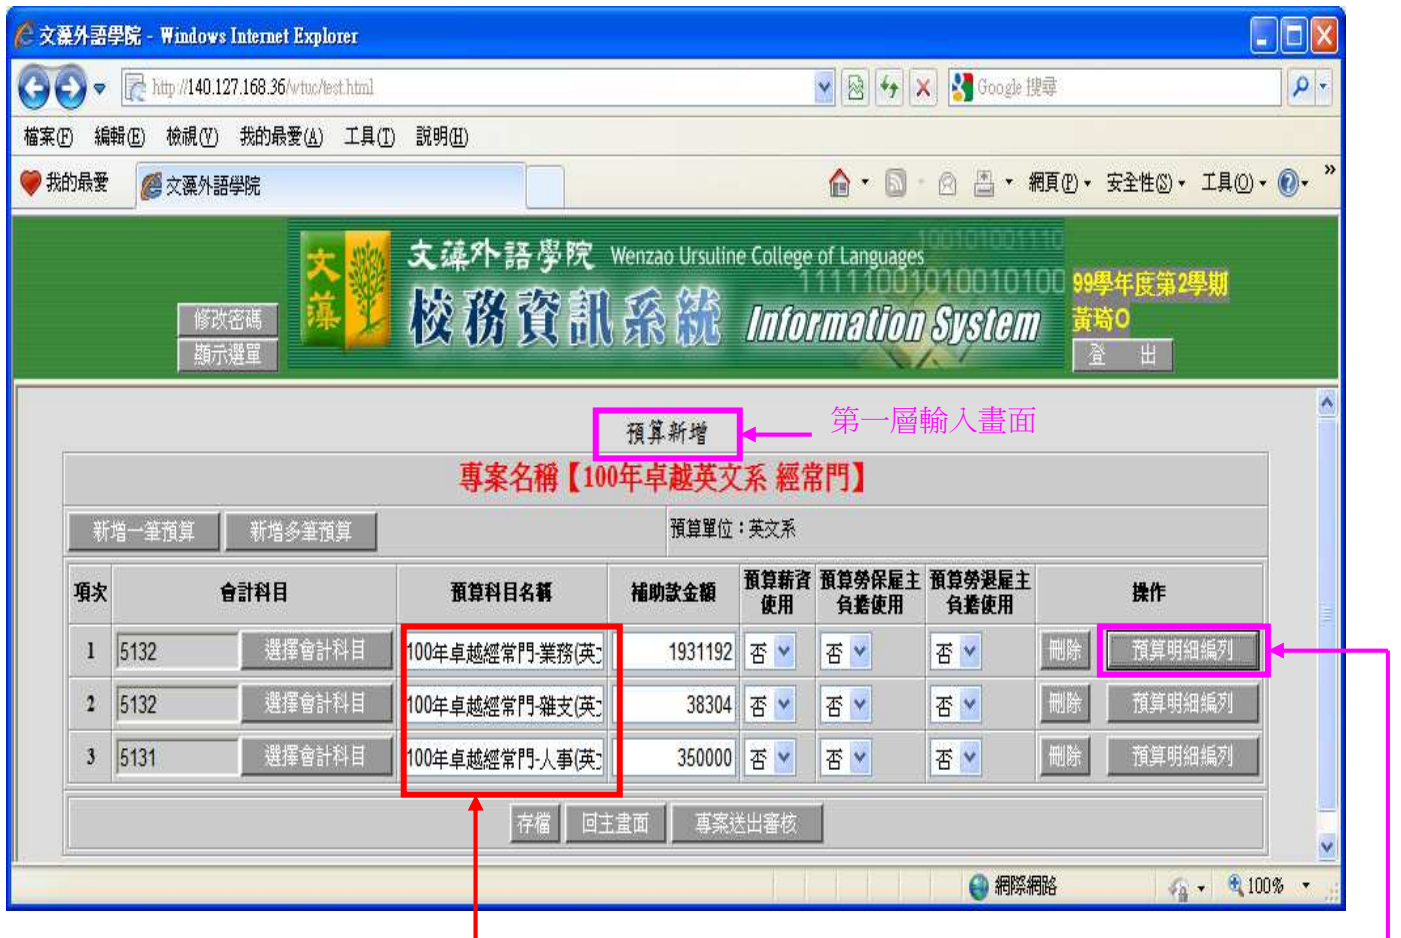 文藻外語學院 - Windows Internet Explorer
http://140.127.168.36/wtuc/test.html
Google 搜尋
檔案(F) 編輯(E) 檢視(V) 我的最愛(A) 工具(T) 說明(H)
我的最愛 文藻外語學院 網頁(P) 安全性(S) 工具(O)
文藻
文藻外語學院 Wenzao Ursuline College of Languages
校務資訊系統 Information System
99學年度第2學期
黃琦O
修改密碼
顯示選單
登 出
預算新增
第一層輸入畫面
專案名稱【100年卓越英文系 經常門】
新增一筆預算 新增多筆預算 預算單位：英文系
項次 會計科目 預算科目名稱 補助款金額 預算薪資使用 預算勞保雇主負擔使用 預算勞退雇主負擔使用 操作
1 5132 選擇會計科目 100年卓越經常門-業務(英 1931192 否 否 否 刪除 預算明細編列
2 5132 選擇會計科目 100年卓越經常門-雜支(英 38304 否 否 否 刪除 預算明細編列
3 5131 選擇會計科目 100年卓越經常門-人事(英 350000 否 否 否 刪除 預算明細編列
存檔 回主畫面 專案送出審核
網際網路 100%